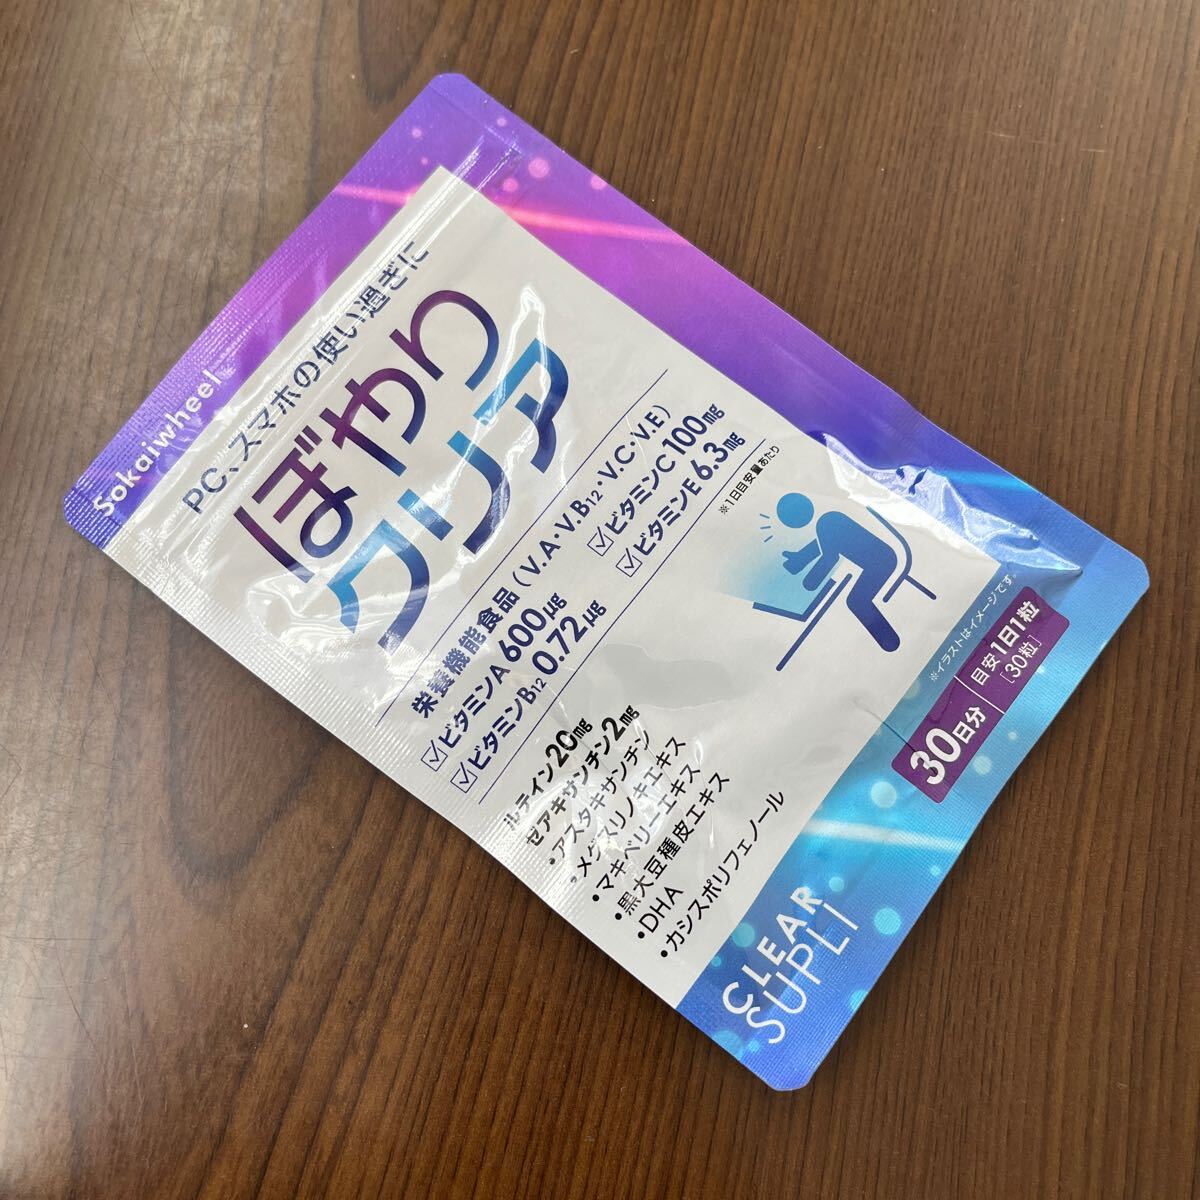 Sokaiwheel
PC、スマホの使い過ぎに
ぼやり
クリア
栄養機能食品(V.A・V.B12・V.C・V.E)
ビタミンA 600μg
ビタミンC 100mg
ビタミンB12 0.72μg
ビタミンE 6.3mg
※1日目安量あたり
ルテイン20mg
ゼアキサンチン2mg
・アスタキサンチン
・メグスリノキエキス
・マキベリーエキス
・黒大豆種皮エキス
・DHA
・カシスポリフェノール
※イラストはイメージです。
30日分
目安 1日1粒
[30粒]
CLEAR
SUPLI